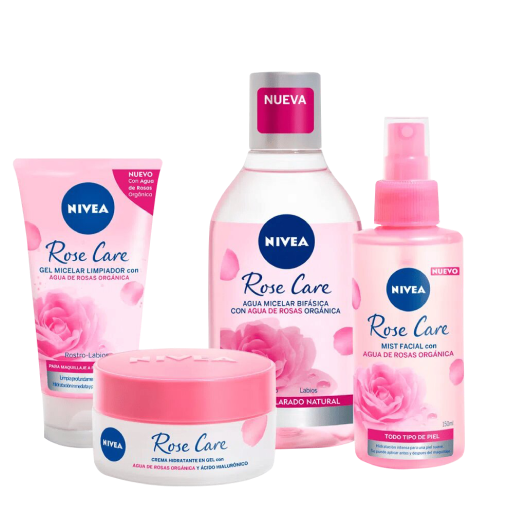 NUEVO
Con Agua
de Rosas
Orgánica
NIVEA
Rose Care
GEL MICELAR LIMPIADOR con
AGUA DE ROSAS ORGÁNICA
Rostro-Labios
PARA MAQUILLAJE A
NUEVA
NIVEA
Rose Care
AGUA MICELAR BIFÁSICA
CON AGUA DE ROSAS ORGÁNICA
Labios
LARADO NATURAL
NUEVO
NIVEA
Rose Care
MIST FACIAL con
AGUA DE ROSAS ORGÁNICA
150ml
TODO TIPO DE PIEL
NIVEA
NIVEA
Rose Care
CREMA HIDRATANTE EN GEL con
AGUA DE ROSAS ORGÁNICA Y ÁCIDO HIALURÓNICO